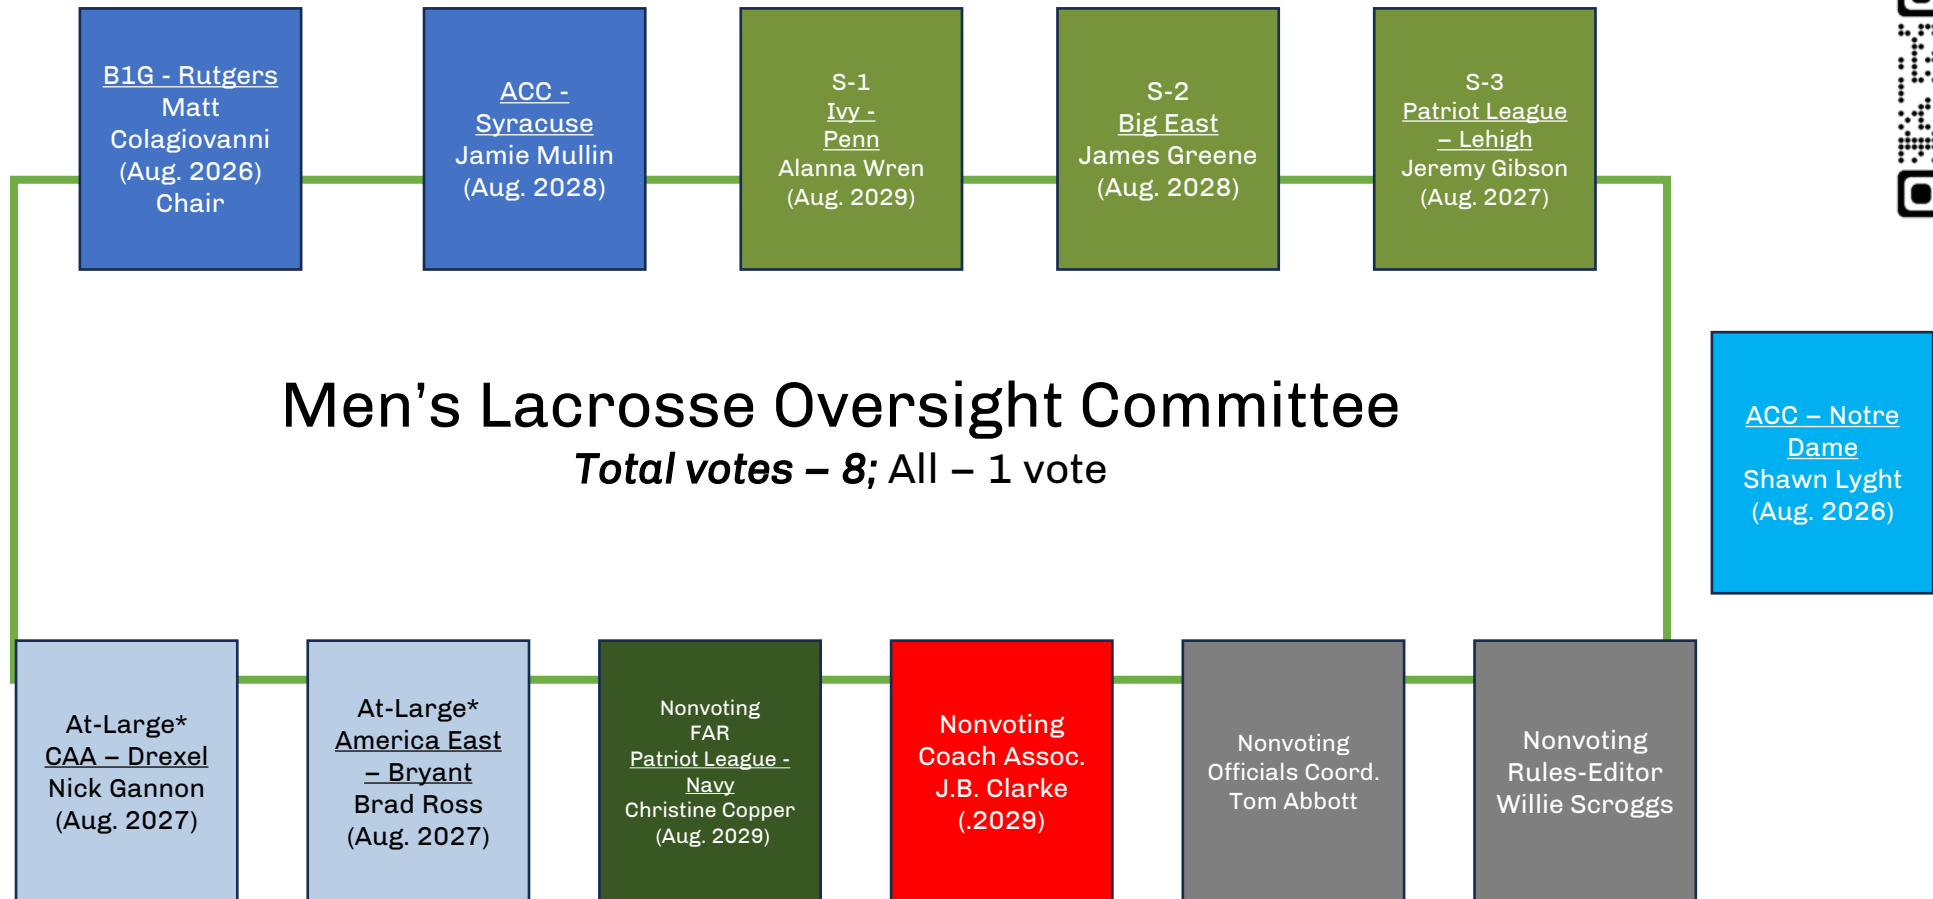 B1G - Rutgers
Matt
Colagiovanni
(Aug. 2026)
Chair
ACC -
Syracuse
Jamie Mullin
(Aug. 2028)
S-1
Ivy -
Penn
Alanna Wren
(Aug. 2029)
S-2
Big East
James Greene
(Aug. 2028)
S-3
Patriot League
– Lehigh
Jeremy Gibson
(Aug. 2027)
Men’s Lacrosse Oversight Committee
Total votes – 8; All – 1 vote
ACC – Notre
Dame
Shawn Lyght
(Aug. 2026)
At-Large*
CAA – Drexel
Nick Gannon
(Aug. 2027)
At-Large*
America East
– Bryant
Brad Ross
(Aug. 2027)
Nonvoting
FAR
Patriot League -
Navy
Christine Copper
(Aug. 2029)
Nonvoting
Coach Assoc.
J.B. Clarke
(.2029)
Nonvoting
Officials Coord.
Tom Abbott
Nonvoting
Rules-Editor
Willie Scroggs